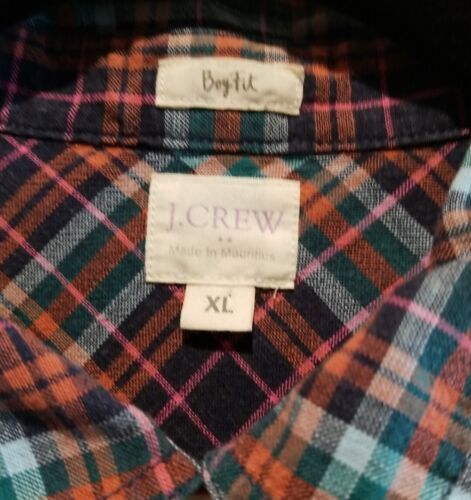 Boy Fit
J.CREW
Made in Mauritius
XL